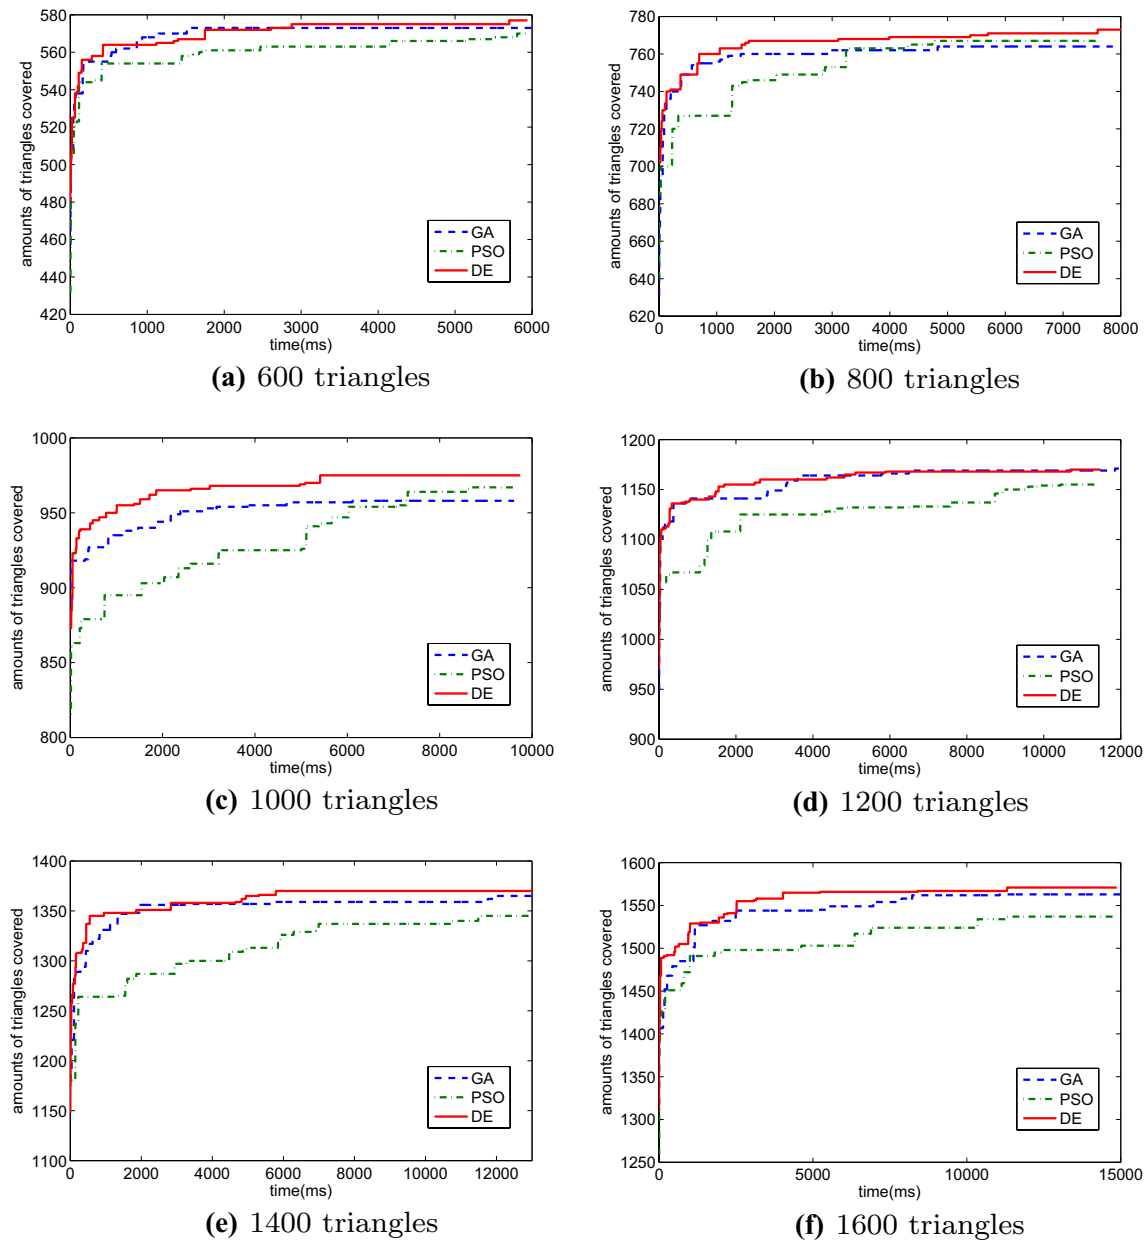 amounts of triangles covered
580
560
540
520
500
480
460
440
420
0 1000 2000 3000 4000 5000 6000
time(ms)
GA
PSO
DE
(a) 600 triangles
amounts of triangles covered
780
760
740
720
700
680
660
640
620
0 1000 2000 3000 4000 5000 6000 7000 8000
time(ms)
GA
PSO
DE
(b) 800 triangles
amounts of triangles covered
1000
950
900
850
800
0 2000 4000 6000 8000 10000
time(ms)
GA
PSO
DE
(c) 1000 triangles
amounts of triangles covered
1200
1150
1100
1050
1000
950
900
0 2000 4000 6000 8000 10000 12000
time(ms)
GA
PSO
DE
(d) 1200 triangles
amounts of triangles covered
1400
1350
1300
1250
1200
1150
1100
0 2000 4000 6000 8000 10000 12000
time(ms)
GA
PSO
DE
(e) 1400 triangles
amounts of triangles covered
1600
1550
1500
1450
1400
1350
1300
1250
0 5000 10000 15000
time(ms)
GA
PSO
DE
(f) 1600 triangles